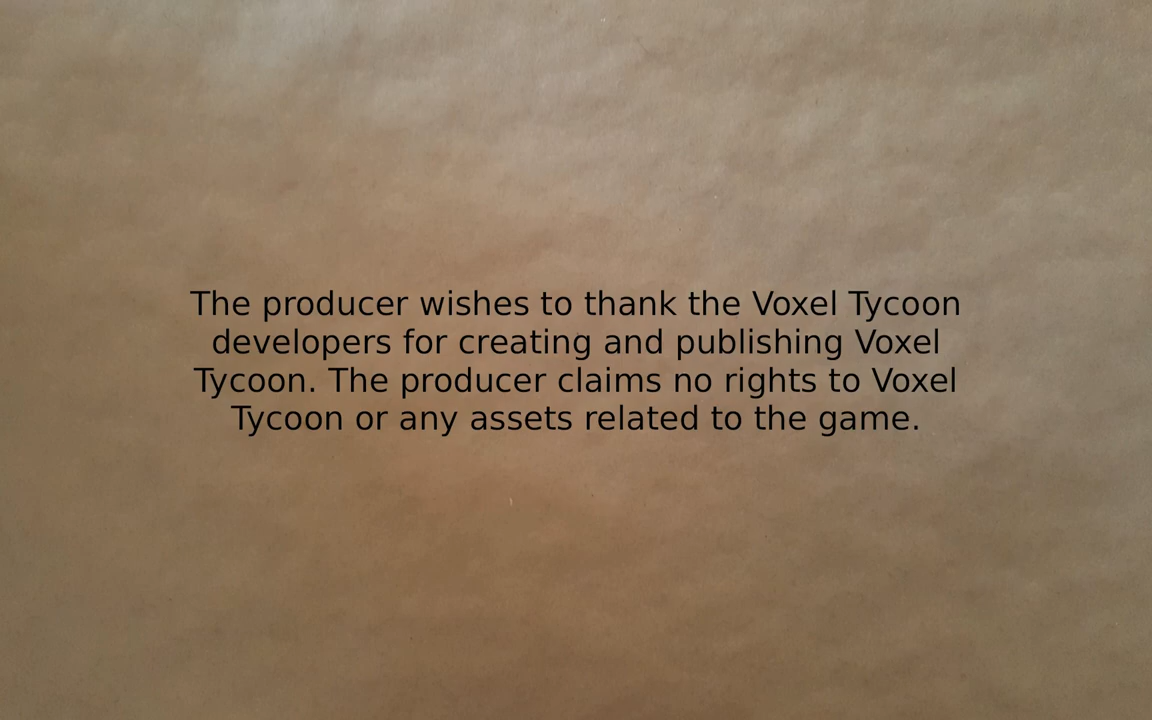 The producer wishes to thank the Voxel Tycoon
developers for creating and publishing Voxel
Tycoon. The producer claims no rights to Voxel
Tycoon or any assets related to the game.